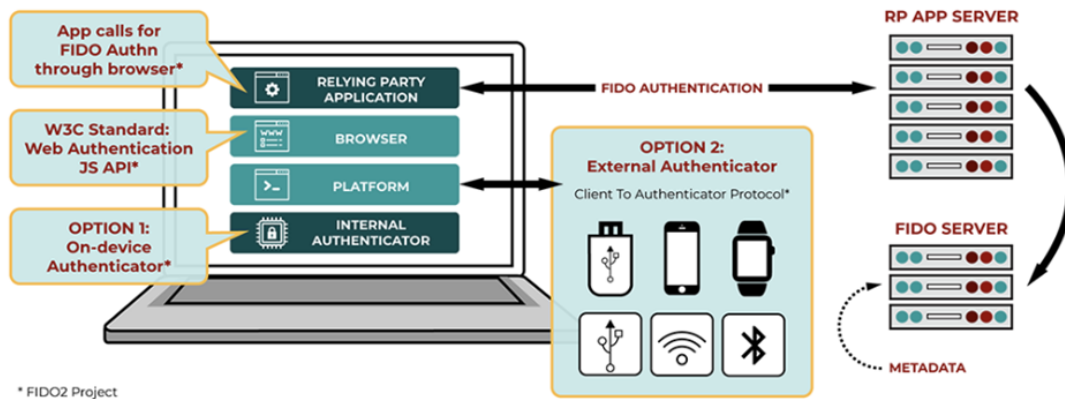 App calls for
FIDO Authn
through browser*
W3C Standard:
Web Authentication
JS API*
OPTION 1:
On-device
Authenticator*
RELYING PARTY
APPLICATION
WWW
BROWSER
PLATFORM
INTERNAL
AUTHENTICATOR
FIDO AUTHENTICATION
OPTION 2:
External Authenticator
Client To Authenticator Protocol*
RP APP SERVER
FIDO SERVER
METADATA
* FIDO2 Project